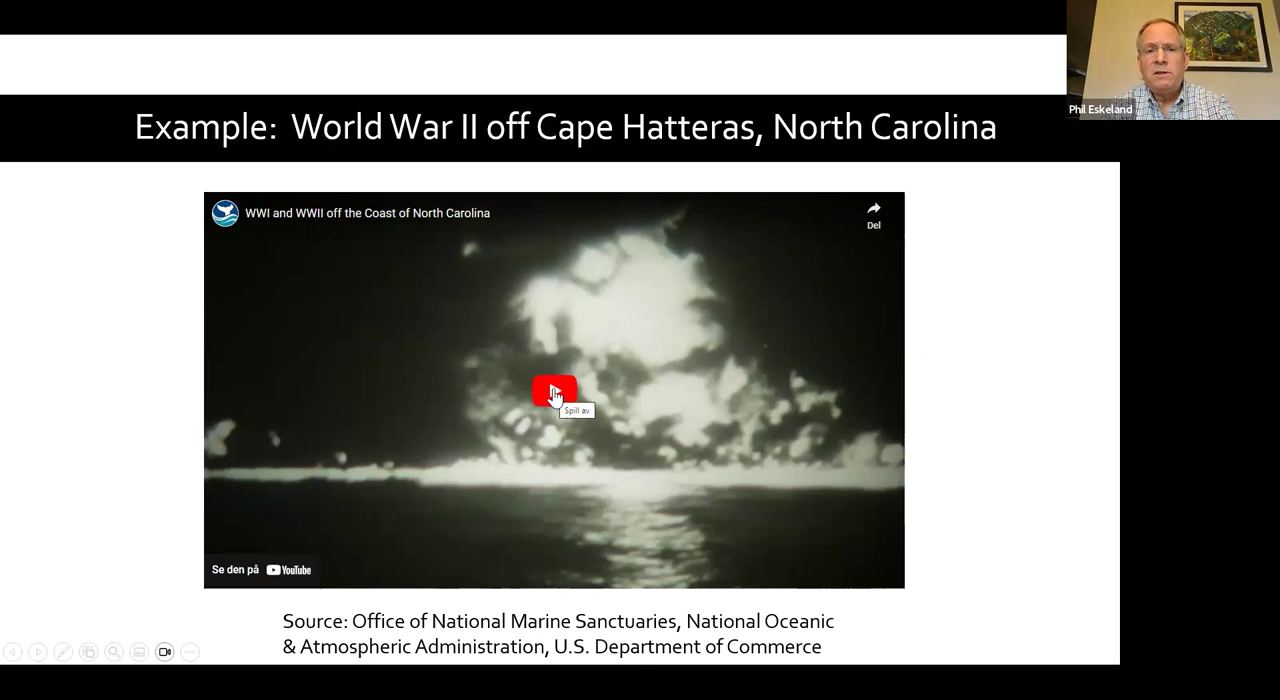 Phil Eskeland
Example: World War II off Cape Hatteras, North Carolina
WWI and WWII off the Coast of North Carolina
Del
Spill av
Se den på YouTube
Source: Office of National Marine Sanctuaries, National Oceanic
& Atmospheric Administration, U.S. Department of Commerce